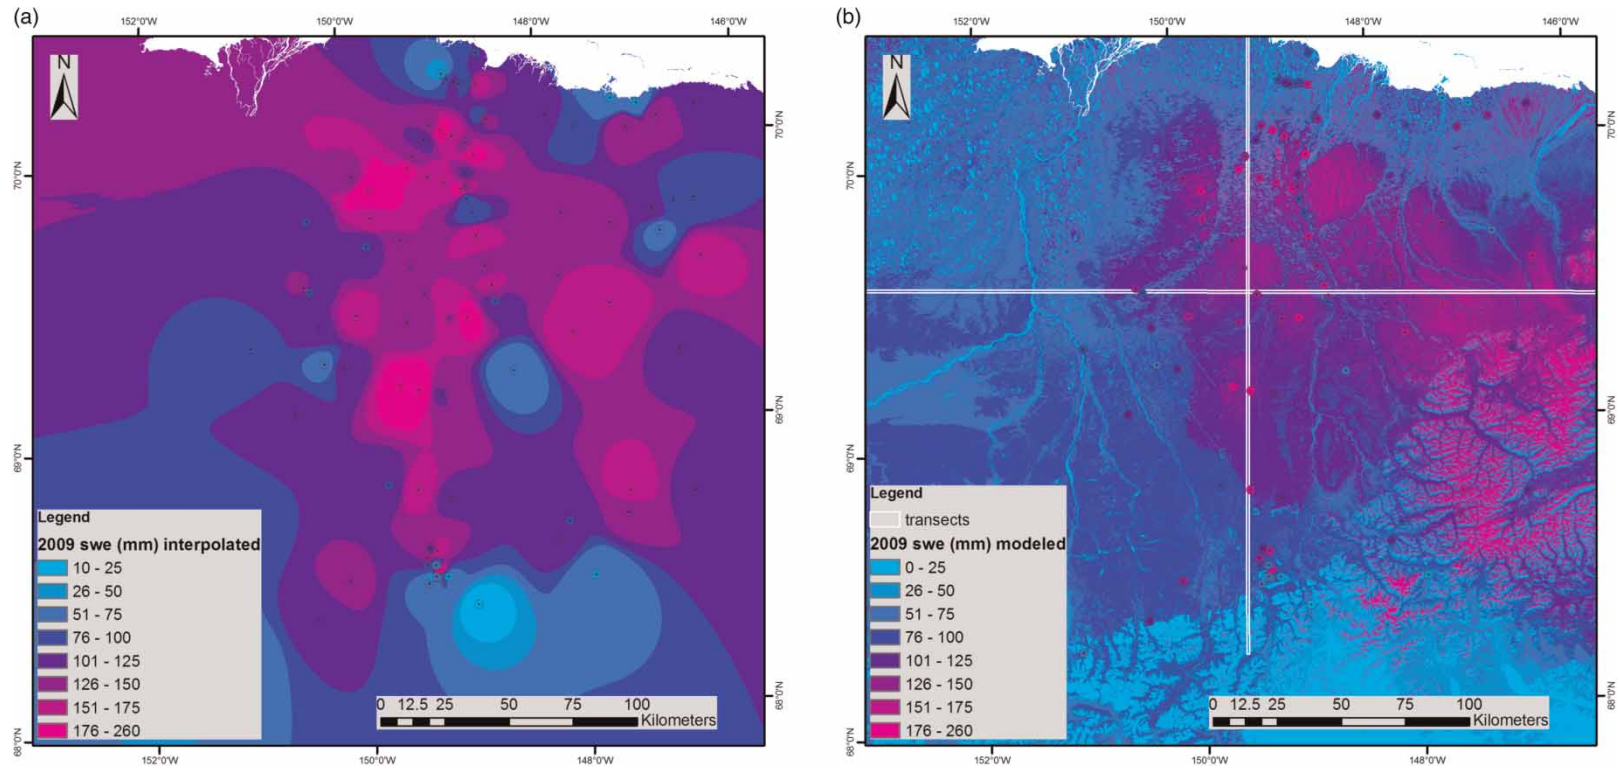 (a)
152°0'W 150°0'W 148°0'W 146°0'W
N
70°0'N
70°0'N
69°0'N
69°0'N
68°0'N
68°0'N
Legend
2009 swe (mm) interpolated
10 - 25
26 - 50
51 - 75
76 - 100
101 - 125
126 - 150
151 - 175
176 - 260
0 12.5 25 50 75 100
Kilometers
152°0'W 150°0'W 148°0'W
(b)
152°0'W 150°0'W 148°0'W 146°0'W
N
70°0'N
70°0'N
69°0'N
69°0'N
68°0'N
68°0'N
Legend
transects
2009 swe (mm) modeled
0 - 25
26 - 50
51 - 75
76 - 100
101 - 125
126 - 150
151 - 175
176 - 260
0 12.5 25 50 75 100
Kilometers
152°0'W 150°0'W 148°0'W